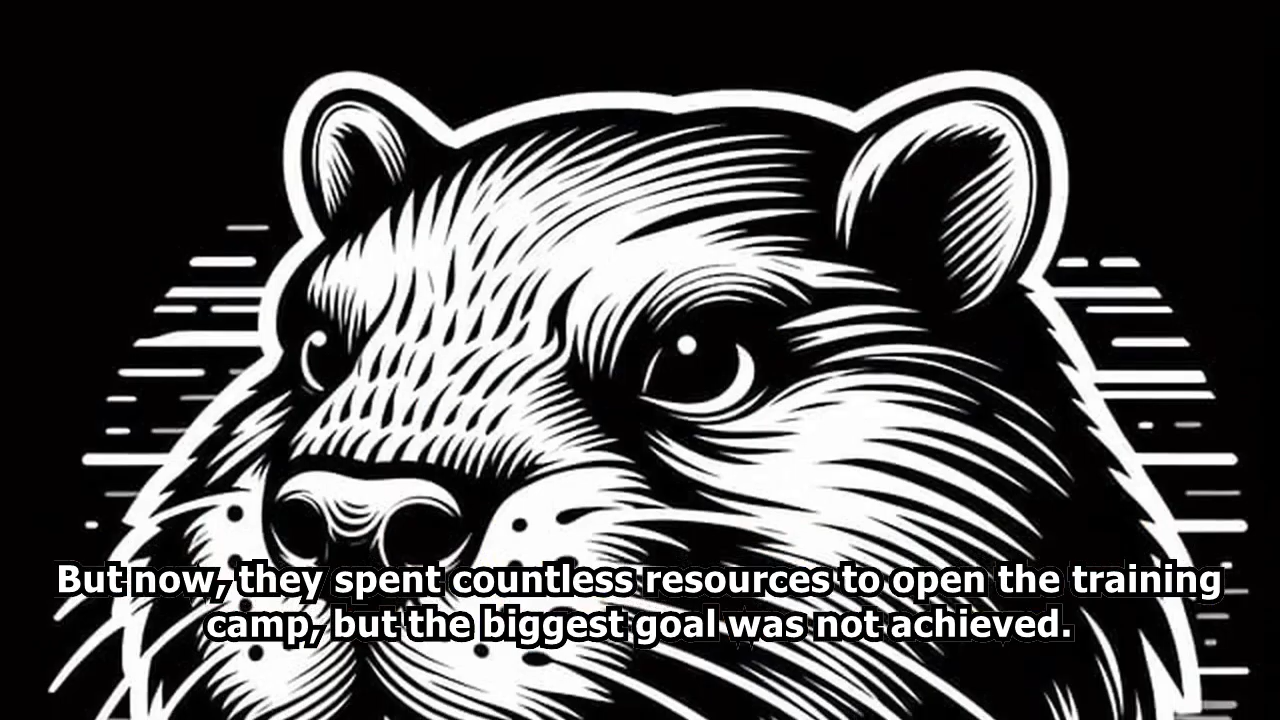 But now, they spent countless resources to open the training
camp, but the biggest goal was not achieved.